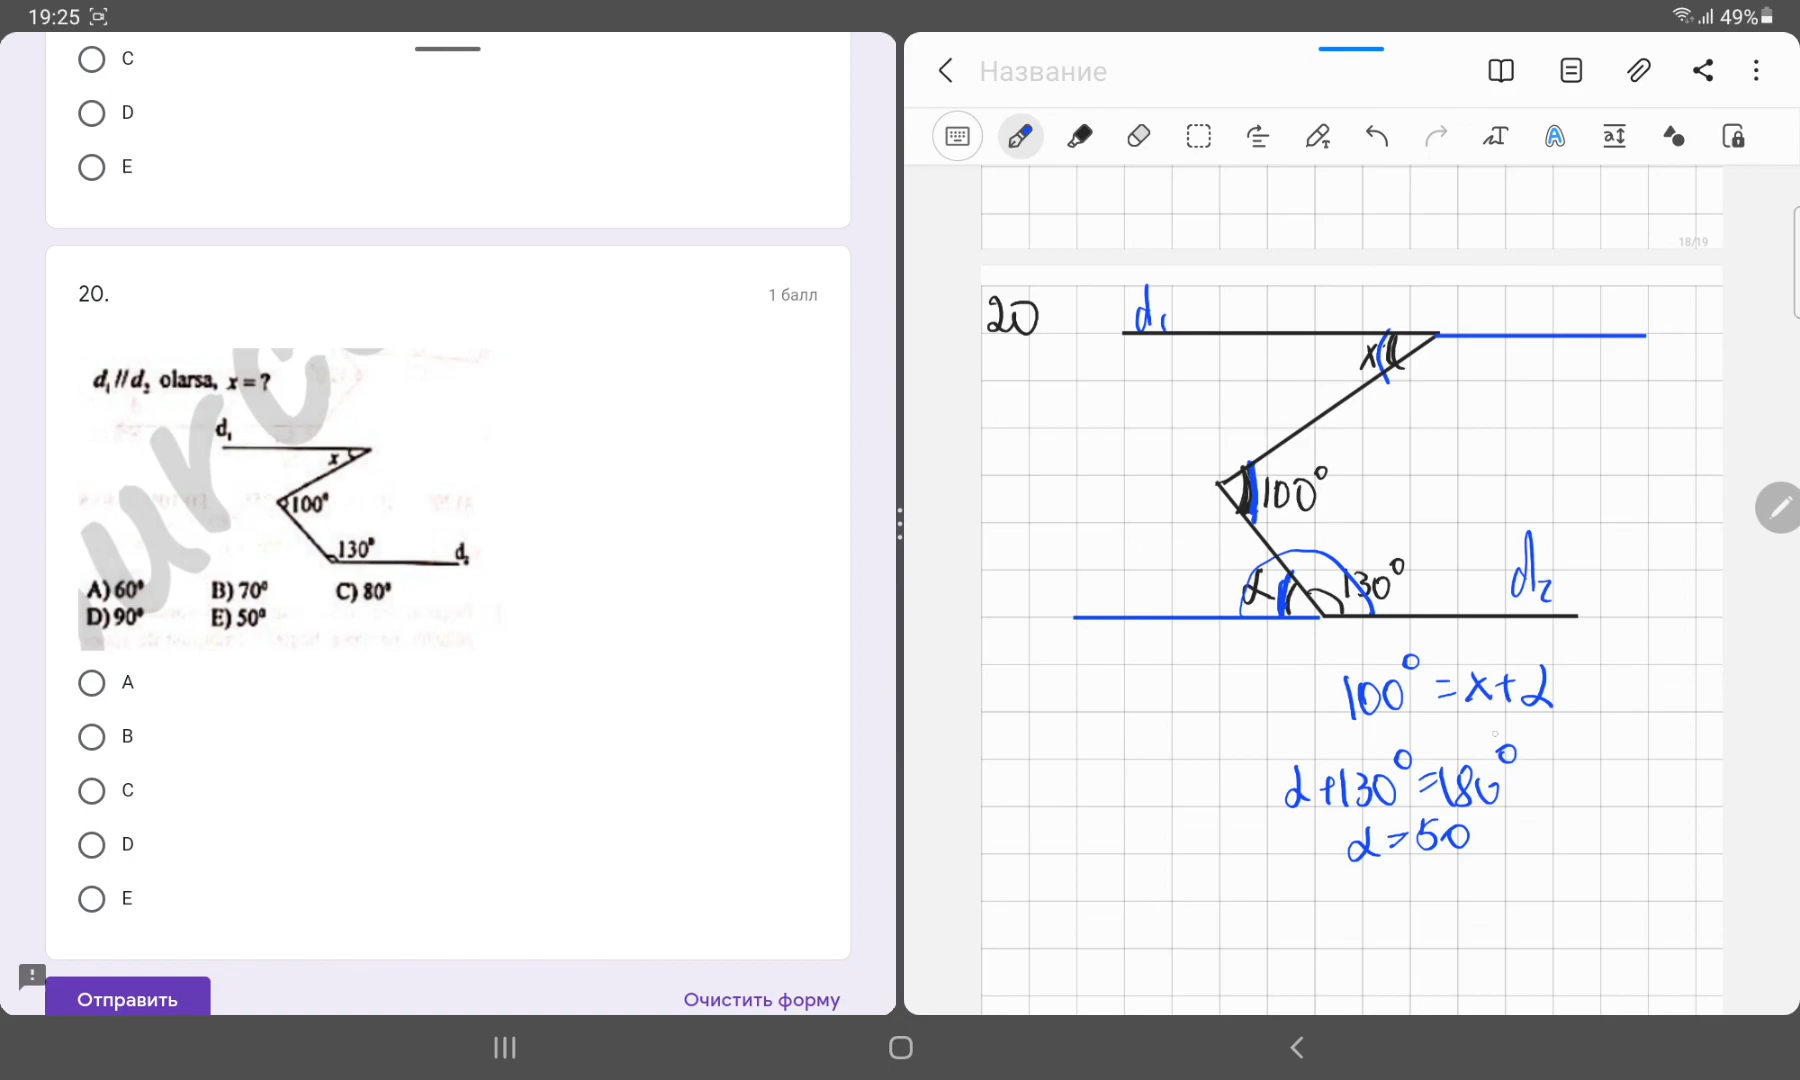 19:25
49%
C
D
E
20.
1 балл
d₁//d₂ olarsa, x = ?
d₁
x
100°
130°
d₂
A) 60° B) 70° C) 80°
D) 90° E) 50°
A
B
C
D
E
Отправить
Очистить форму
Название
18/19
20
d₁
x
100°
α
130°
d₂
100° = x + α
α + 130° = 180°
α = 50